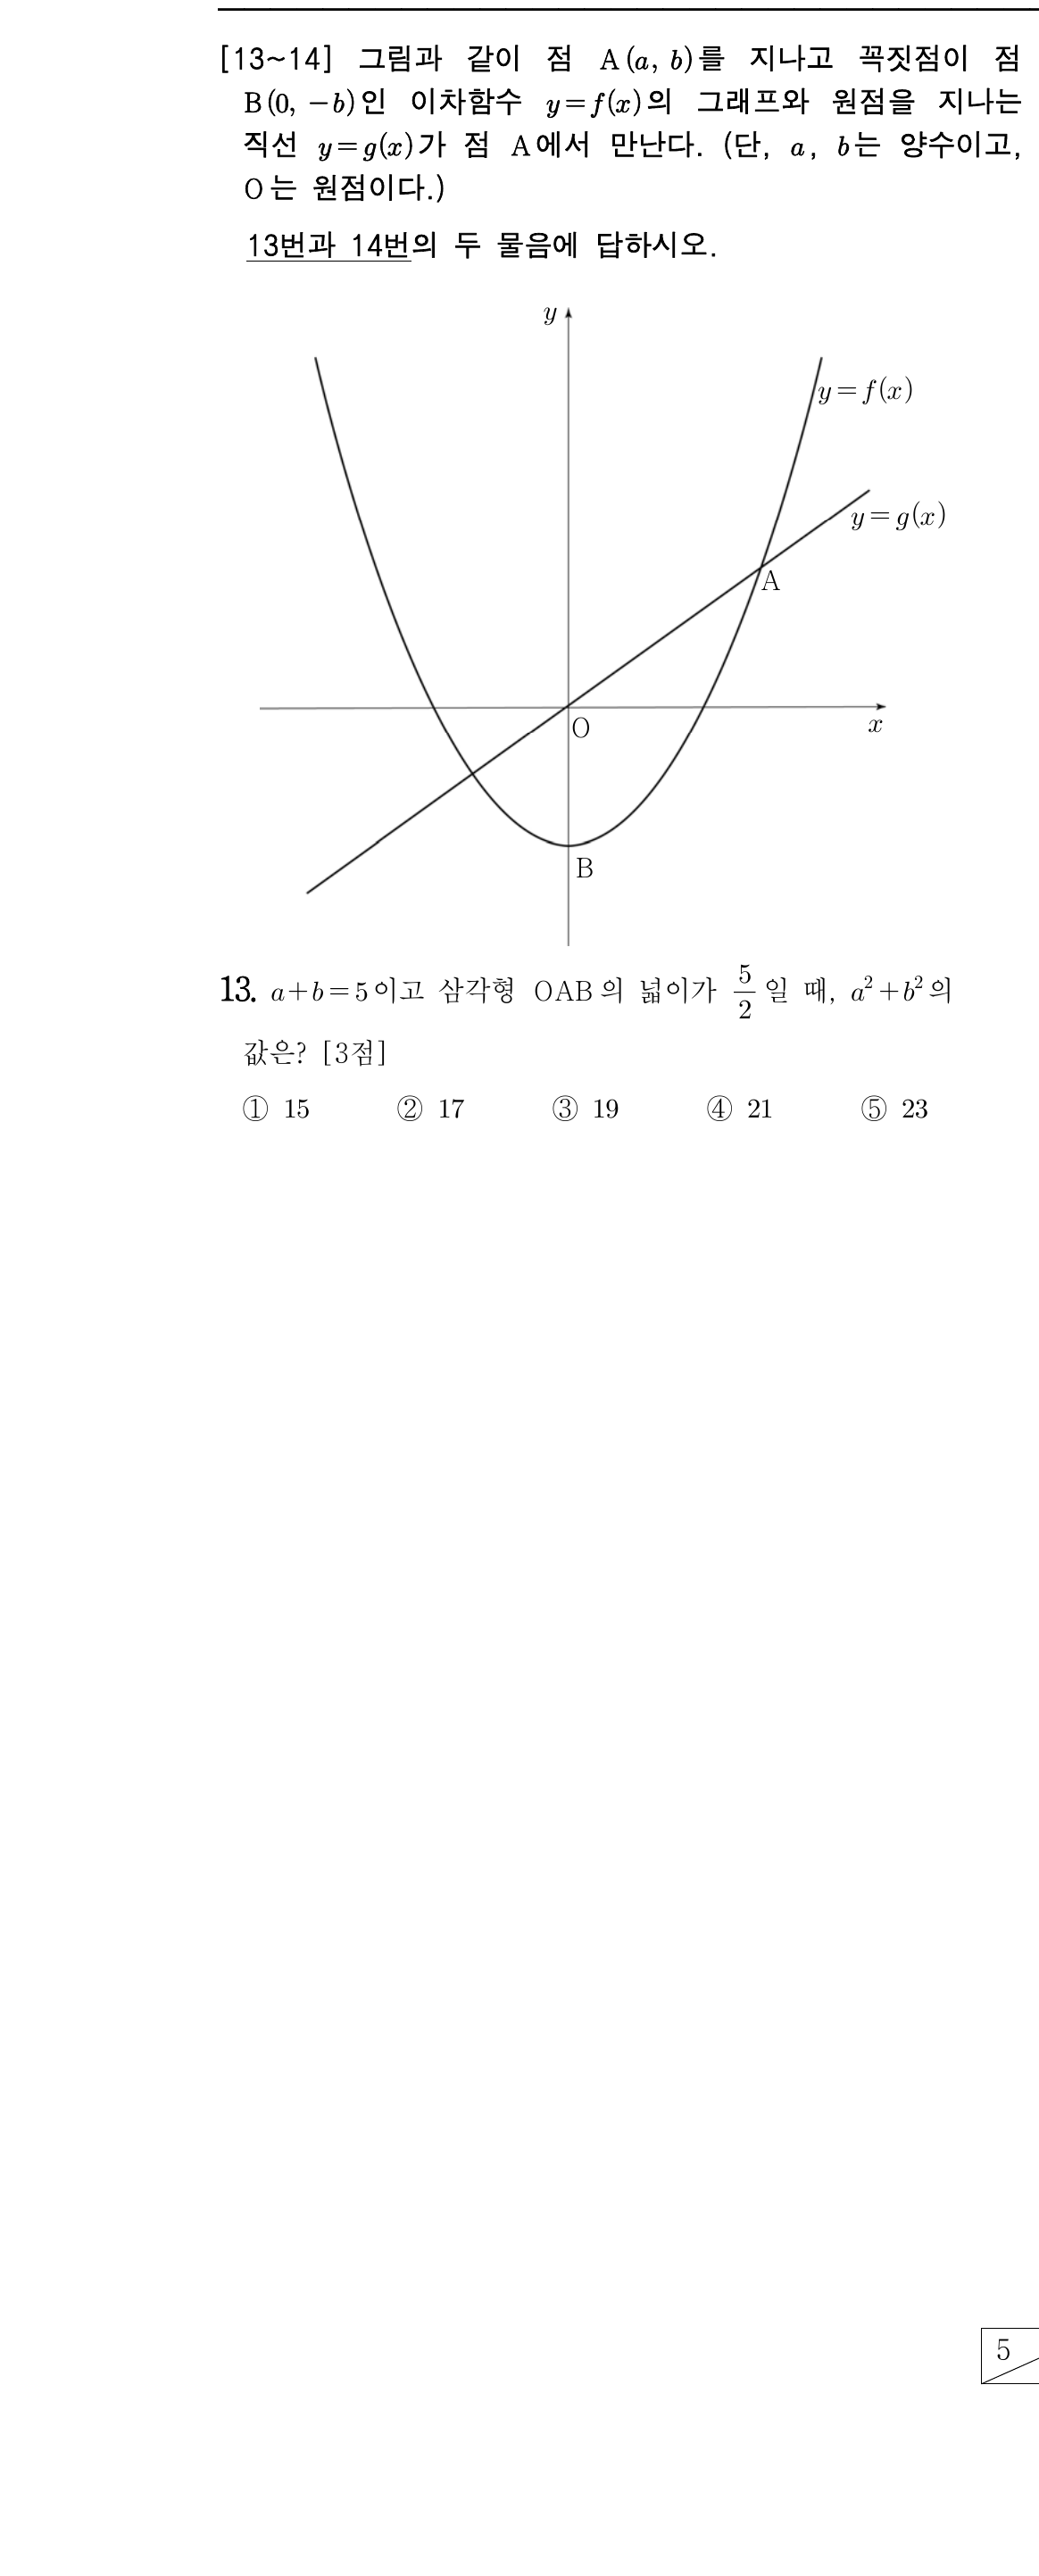 [13~14] 그림과 같이 점 A(a, b)를 지나고 꼭짓점이 점
B(0, −b)인 이차함수 y=f(x)의 그래프와 원점을 지나는
직선 y=g(x)가 점 A에서 만난다. (단, a, b는 양수이고,
O는 원점이다.)
13번과 14번의 두 물음에 답하시오.
y
y=f(x)
y=g(x)
A
O
x
B
13. a+b=5이고 삼각형 OAB의 넓이가 5/2일 때, a²+b²의
값은? [3점]
① 15 ② 17 ③ 19 ④ 21 ⑤ 23
5